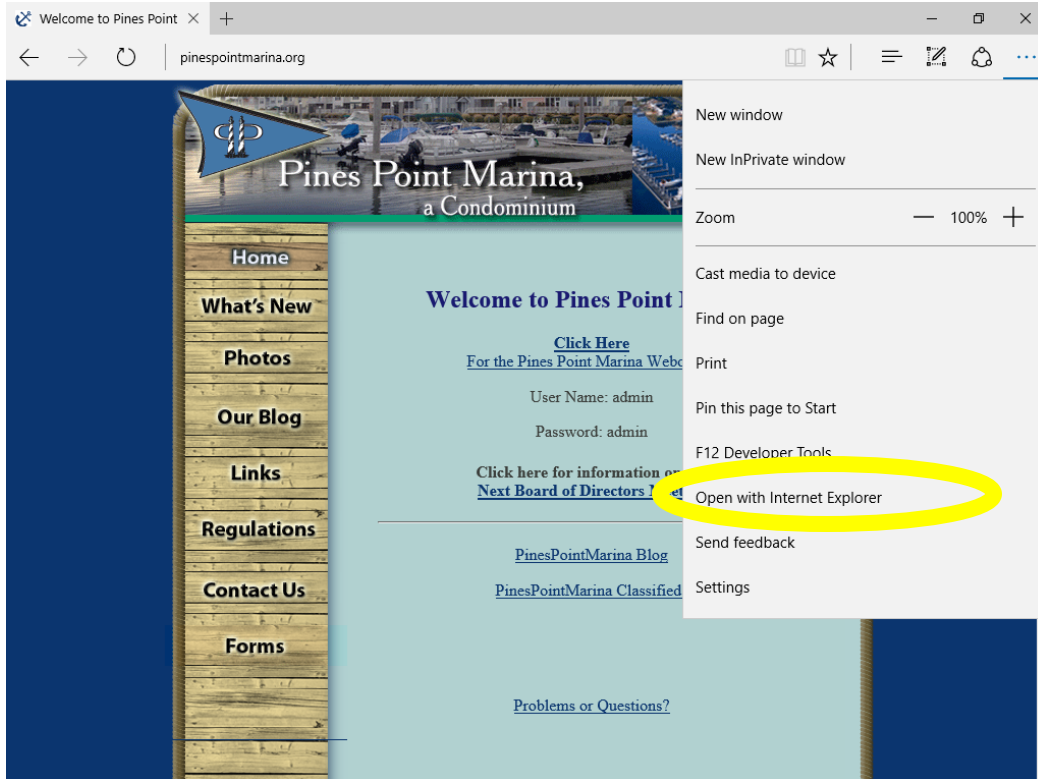 Welcome to Pines Point
pinespointmarina.org
Pines Point Marina,
a Condominium
Home
What's New
Photos
Our Blog
Links
Regulations
Contact Us
Forms
Welcome to Pines Point
Click Here
For the Pines Point Marina
User Name: admin
Password: admin
Click here for information
Next Board of Directors
PinesPointMarina Blog
PinesPointMarina Classified
Problems or Questions?
New window
New InPrivate window
Zoom 100%
Cast media to device
Find on page
Print
Pin this page to Start
F12 Developer Tools
Open with Internet Explorer
Send feedback
Settings